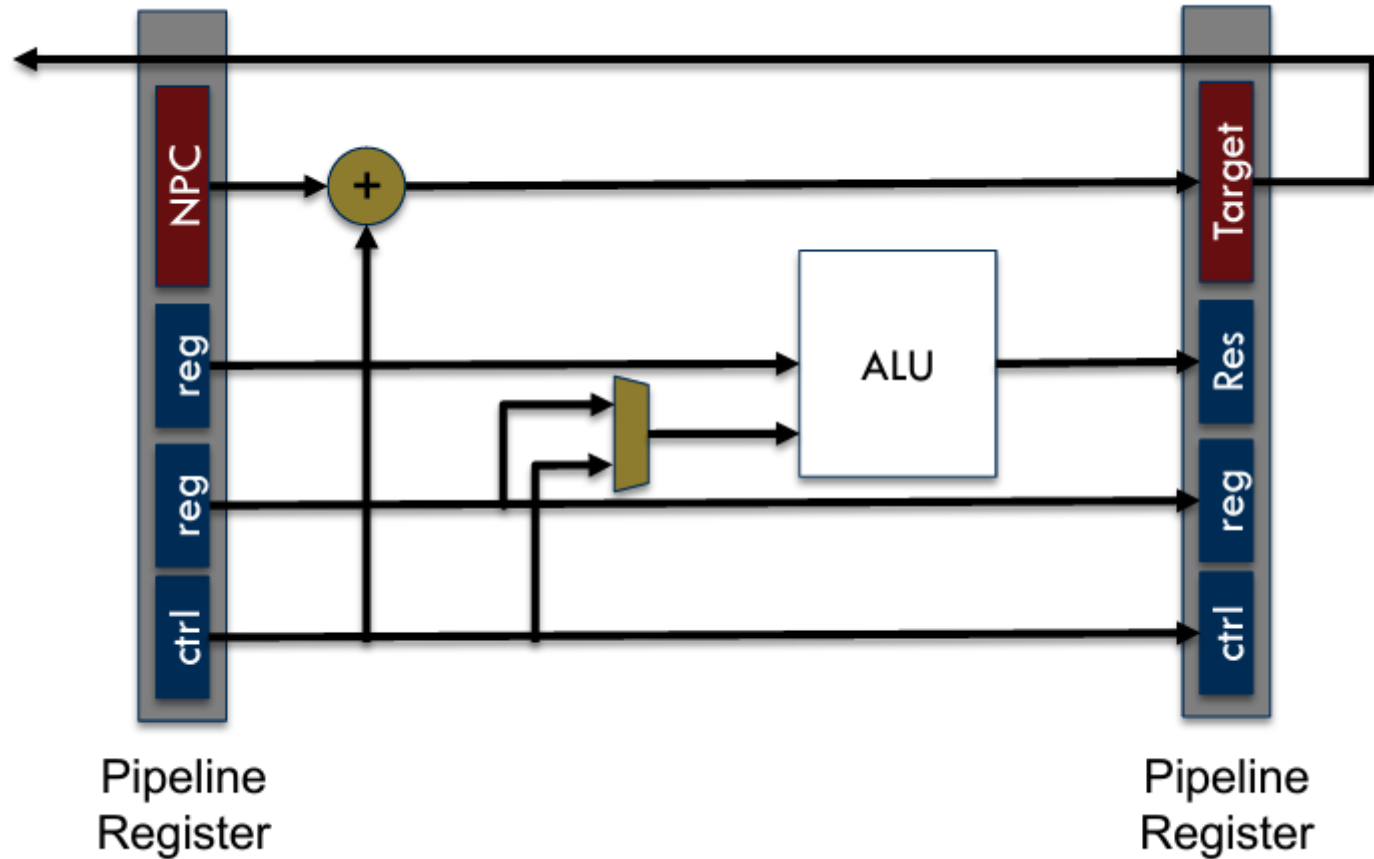 NPC
+
Target
reg
ALU
Res
reg
reg
ctrl
ctrl
Pipeline
Register
Pipeline
Register